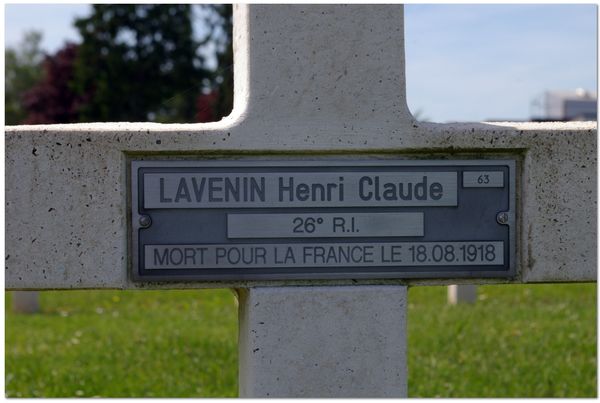 LAVENIN Henri Claude
63
26° R.I.
MORT POUR LA FRANCE LE 18.08.1918